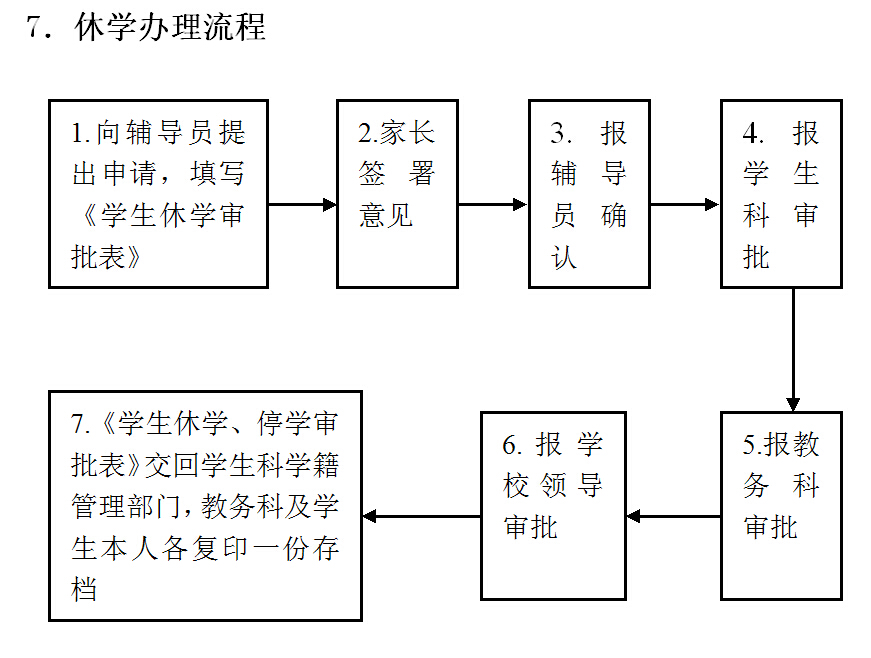 7．休学办理流程
1.向辅导员提
出申请，填写
《学生休学审
批表》
2.家长
签署
意见
3.报
辅导
员确
认
4.报
学生
科审
批
5.报教
务科
审批
6.报学
校领导
审批
7.《学生休学、停学审
批表》交回学生科学籍
管理部门，教务科及学
生本人各复印一份存
档